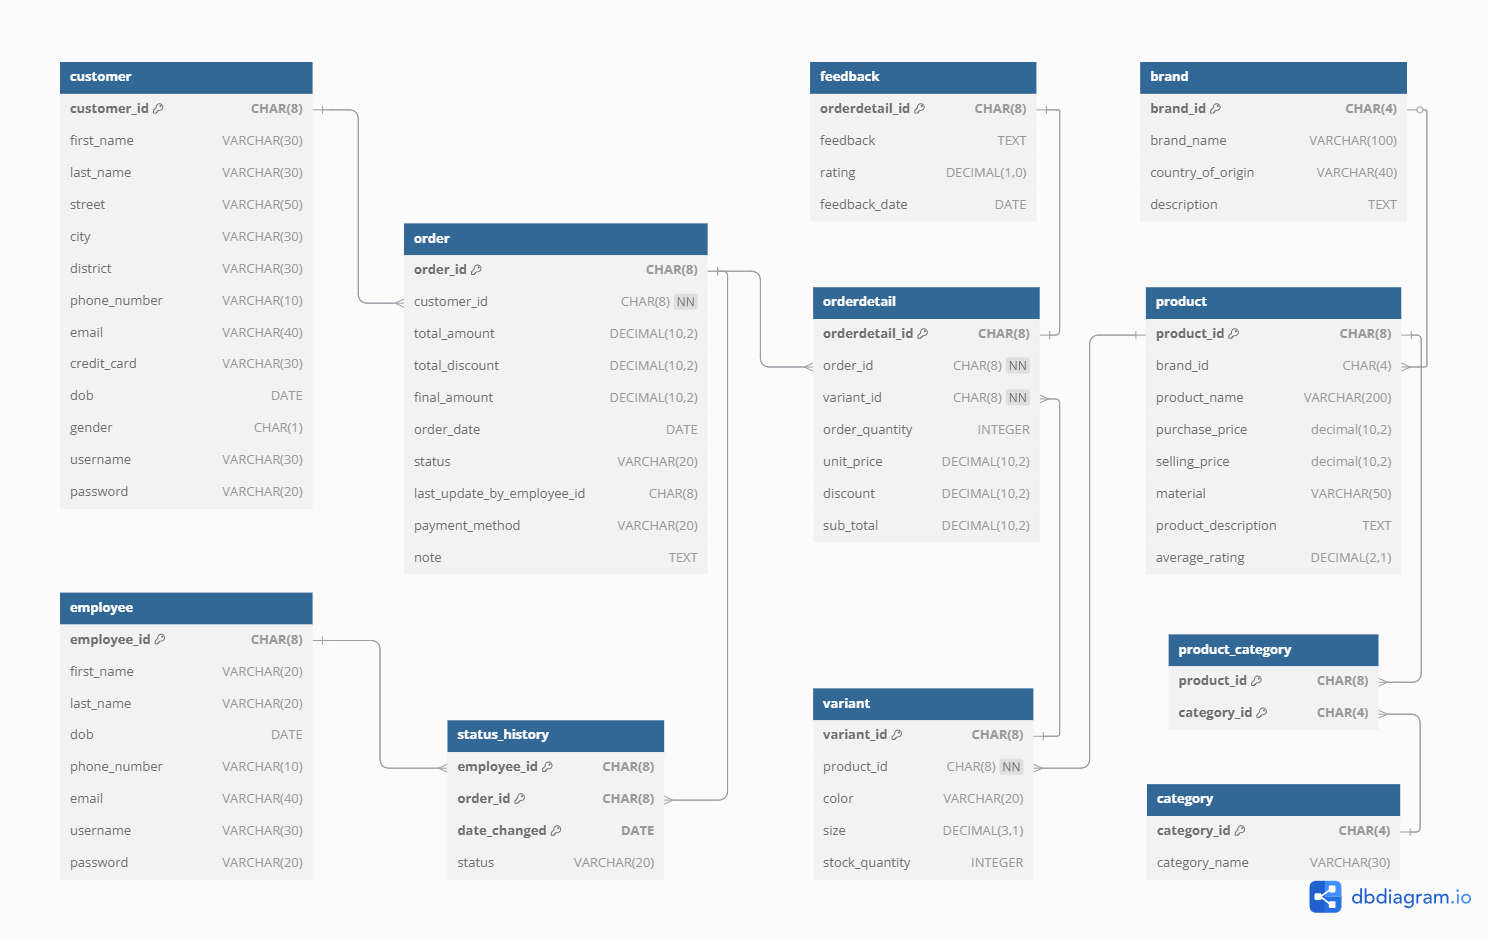 customer
customer_id CHAR(8)
first_name VARCHAR(30)
last_name VARCHAR(30)
street VARCHAR(50)
city VARCHAR(30)
district VARCHAR(30)
phone_number VARCHAR(10)
email VARCHAR(40)
credit_card VARCHAR(30)
dob DATE
gender CHAR(1)
username VARCHAR(30)
password VARCHAR(20)
employee
employee_id CHAR(8)
first_name VARCHAR(20)
last_name VARCHAR(20)
dob DATE
phone_number VARCHAR(10)
email VARCHAR(40)
username VARCHAR(30)
password VARCHAR(20)
order
order_id CHAR(8)
customer_id CHAR(8) NN
total_amount DECIMAL(10,2)
total_discount DECIMAL(10,2)
final_amount DECIMAL(10,2)
order_date DATE
status VARCHAR(20)
last_update_by_employee_id CHAR(8)
payment_method VARCHAR(20)
note TEXT
status_history
employee_id CHAR(8)
order_id CHAR(8)
date_changed DATE
status VARCHAR(20)
feedback
orderdetail_id CHAR(8)
feedback TEXT
rating DECIMAL(1,0)
feedback_date DATE
orderdetail
orderdetail_id CHAR(8)
order_id CHAR(8) NN
variant_id CHAR(8) NN
order_quantity INTEGER
unit_price DECIMAL(10,2)
discount DECIMAL(10,2)
sub_total DECIMAL(10,2)
variant
variant_id CHAR(8)
product_id CHAR(8) NN
color VARCHAR(20)
size DECIMAL(3,1)
stock_quantity INTEGER
brand
brand_id CHAR(4)
brand_name VARCHAR(100)
country_of_origin VARCHAR(40)
description TEXT
product
product_id CHAR(8)
brand_id CHAR(4)
product_name VARCHAR(200)
purchase_price decimal(10,2)
selling_price decimal(10,2)
material VARCHAR(50)
product_description TEXT
average_rating DECIMAL(2,1)
product_category
product_id CHAR(8)
category_id CHAR(4)
category
category_id CHAR(4)
category_name VARCHAR(30)
dbdiagram.io